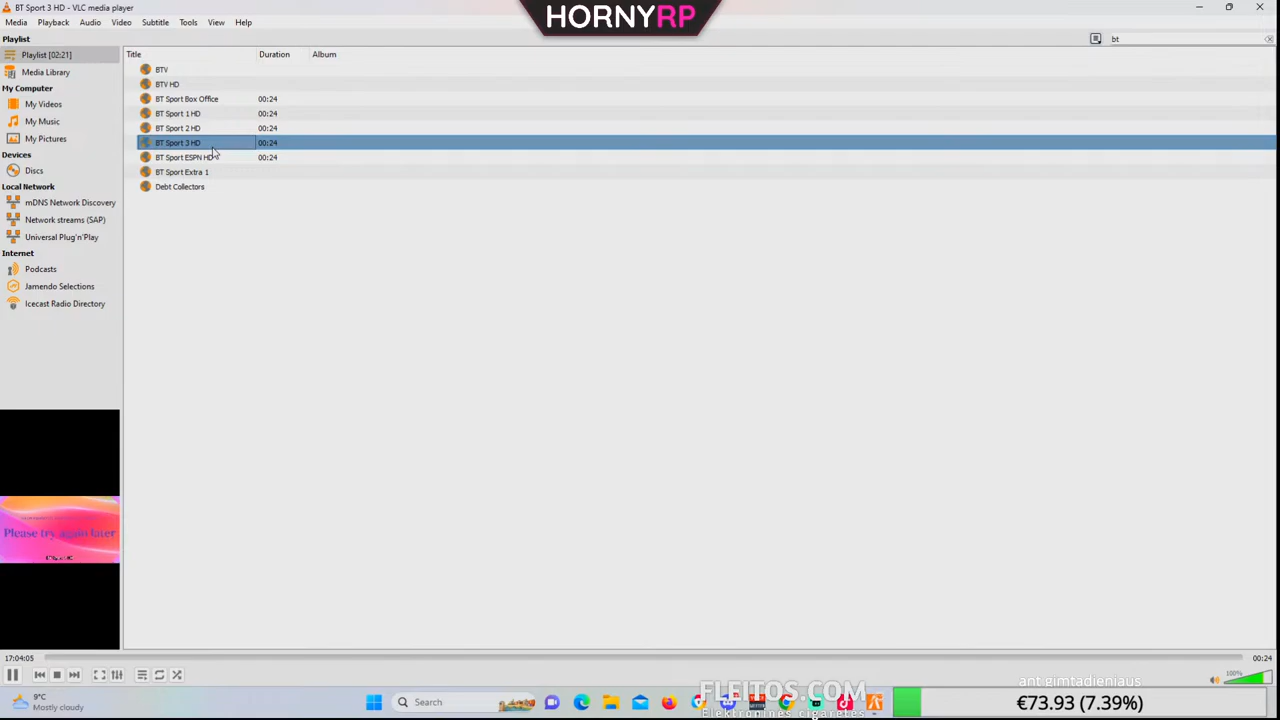 BT Sport 3 HD - VLC media player
HORNYRP
Media Playback Audio Video Subtitle Tools View Help
Playlist
bt
Playlist [02:21]
Media Library
My Computer
My Videos
My Music
My Pictures
Devices
Discs
Local Network
mDNS Network Discovery
Network streams (SAP)
Universal Plug'n'Play
Internet
Podcasts
Jamendo Selections
Icecast Radio Directory
Title Duration Album
BTV
BTV HD
BT Sport Box Office 00:24
BT Sport 1 HD 00:24
BT Sport 2 HD 00:24
BT Sport 3 HD 00:24
BT Sport ESPN HD 00:24
BT Sport Extra 1
Debt Collectors
Please try again later
17:04:05 00:24
100%
9°C
Mostly cloudy
Search
FLEITOS.COM
Elektroninės cigaretės
ant gimtadieniaus
€73.93 (7.39%)